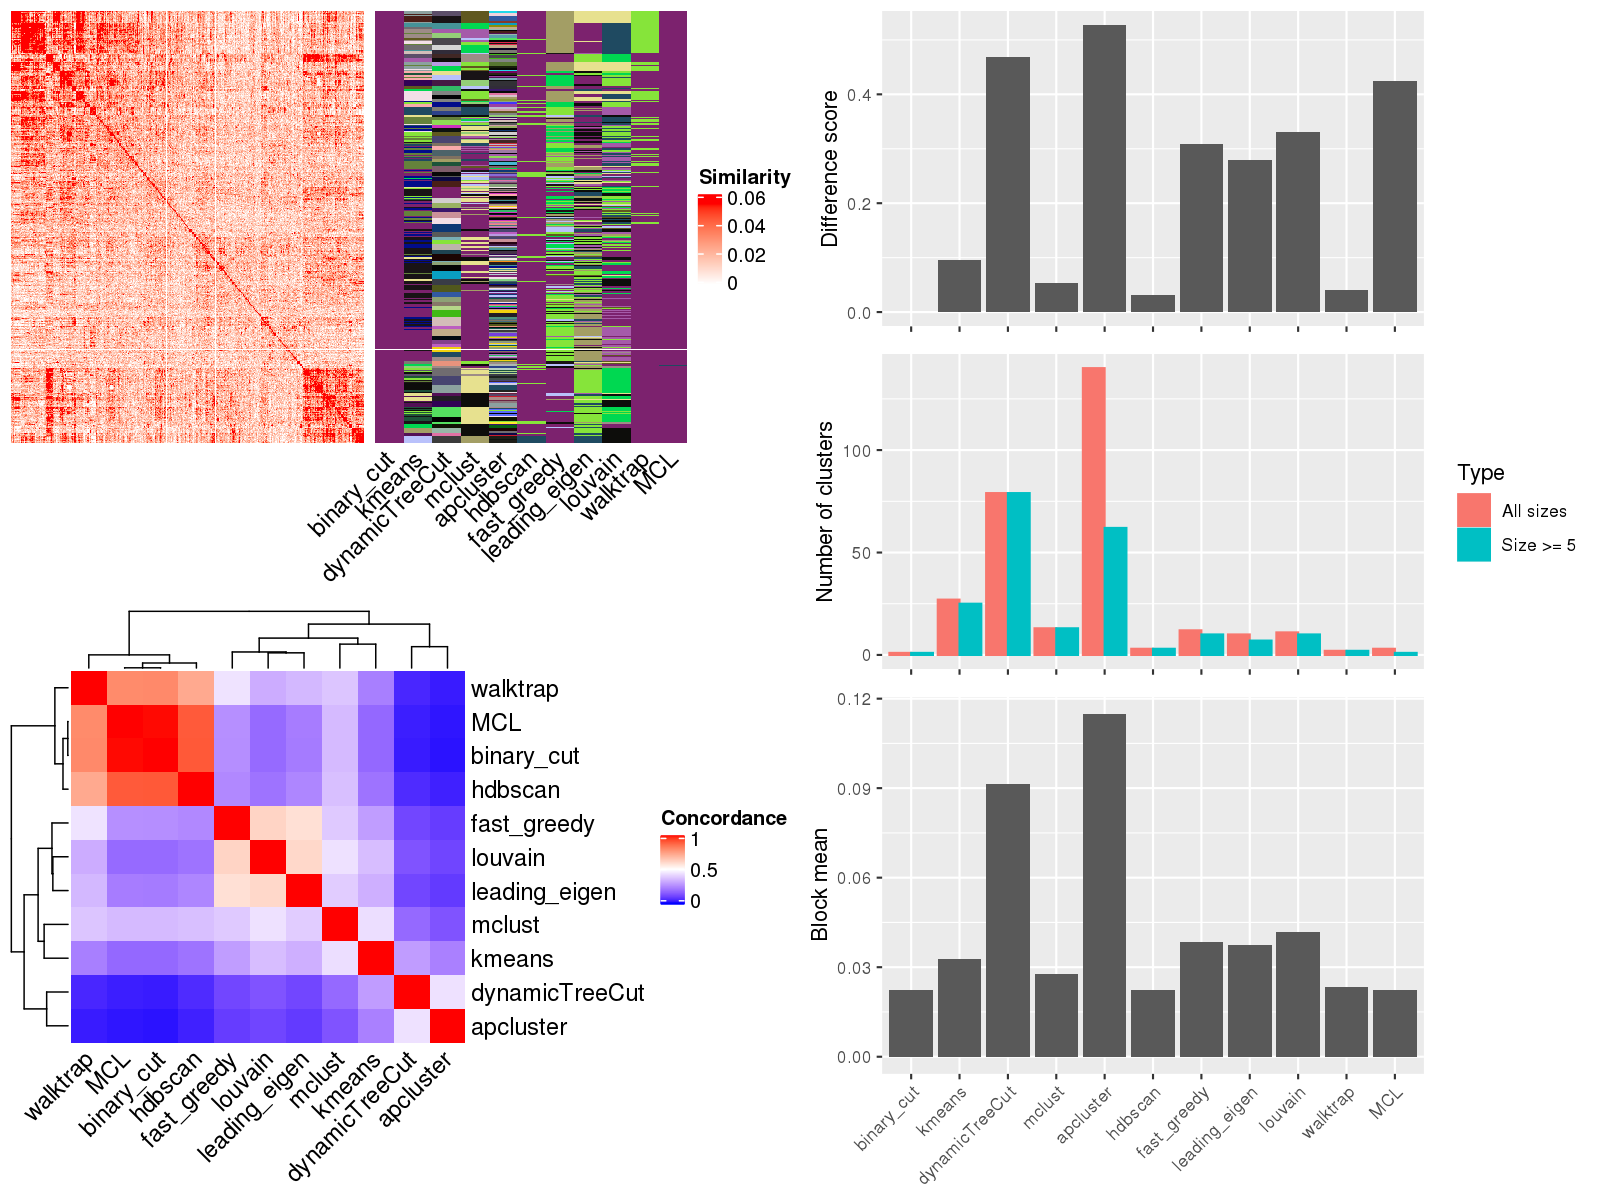 Similarity
0.06
0.04
0.02
0
binary_cut
kmeans
dynamicTreeCut
mclust
apcluster
hdbscan
fast_greedy
leading_eigen
louvain
walktrap
MCL
walktrap
MCL
binary_cut
hdbscan
fast_greedy
louvain
leading_eigen
mclust
kmeans
dynamicTreeCut
apcluster
walktrap
MCL
binary_cut
hdbscan
fast_greedy
louvain
leading_eigen
mclust
kmeans
dynamicTreeCut
apcluster
Concordance
1
0.5
0
Difference score
0.4
0.2
0.0
Number of clusters
100
50
0
Type
All sizes
Size >= 5
Block mean
0.12
0.09
0.06
0.03
0.00
binary_cut
kmeans
dynamicTreeCut
mclust
apcluster
hdbscan
fast_greedy
leading_eigen
louvain
walktrap
MCL